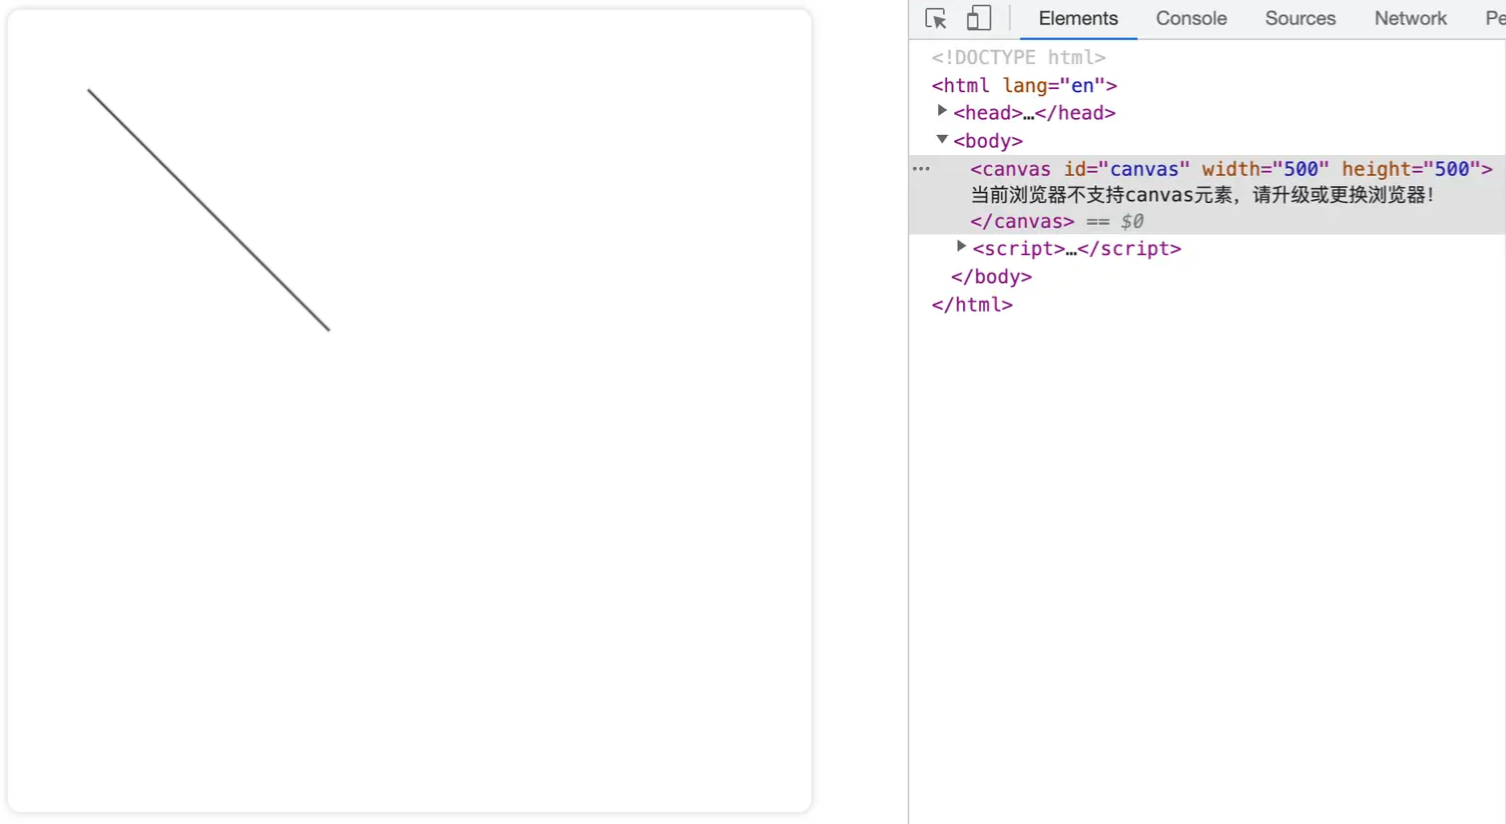 Elements Console Sources Network Pe
<!DOCTYPE html>
<html lang="en">
<head>…</head>
<body>
<canvas id="canvas" width="500" height="500">
当前浏览器不支持canvas元素，请升级或更换浏览器！
</canvas> == $0
<script>…</script>
</body>
</html>